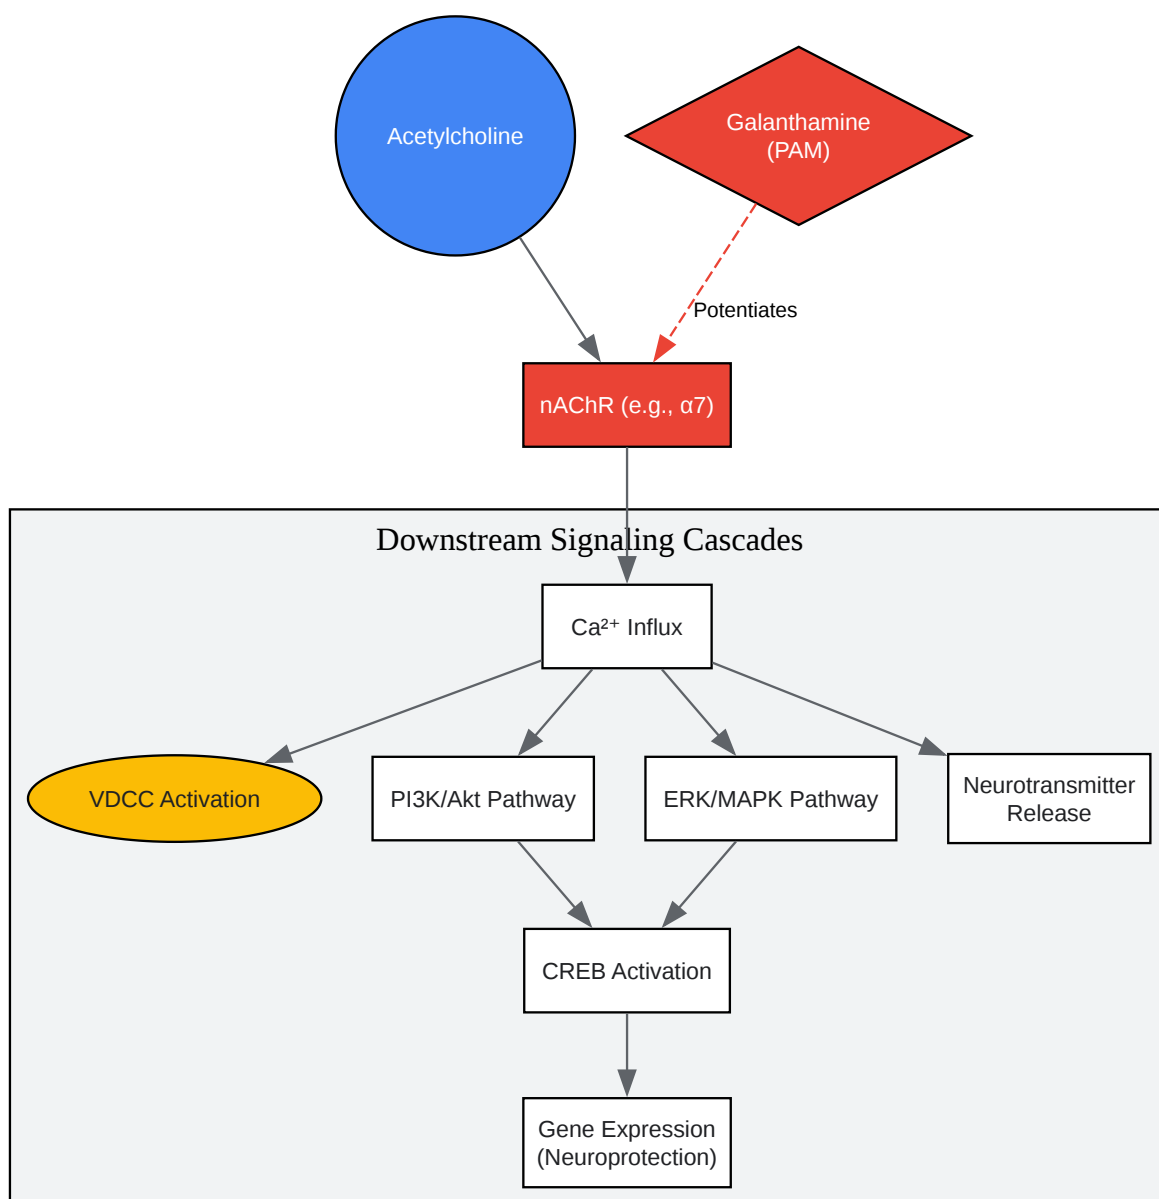 Acetylcholine
Galanthamine
(PAM)
Potentiates
nAChR (e.g., α7)
Downstream Signaling Cascades
Ca²⁺ Influx
VDCC Activation
PI3K/Akt Pathway
ERK/MAPK Pathway
Neurotransmitter
Release
CREB Activation
Gene Expression
(Neuroprotection)